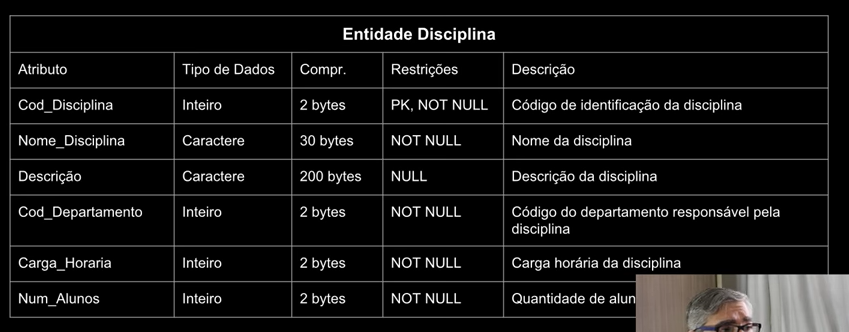 Entidade Disciplina
Atributo Tipo de Dados Compr. Restrições Descrição
Cod_Disciplina Inteiro 2 bytes PK, NOT NULL Código de identificação da disciplina
Nome_Disciplina Caractere 30 bytes NOT NULL Nome da disciplina
Descrição Caractere 200 bytes NULL Descrição da disciplina
Cod_Departamento Inteiro 2 bytes NOT NULL Código do departamento responsável pela
disciplina
Carga_Horaria Inteiro 2 bytes NOT NULL Carga horária da disciplina
Num_Alunos Inteiro 2 bytes NOT NULL Quantidade de